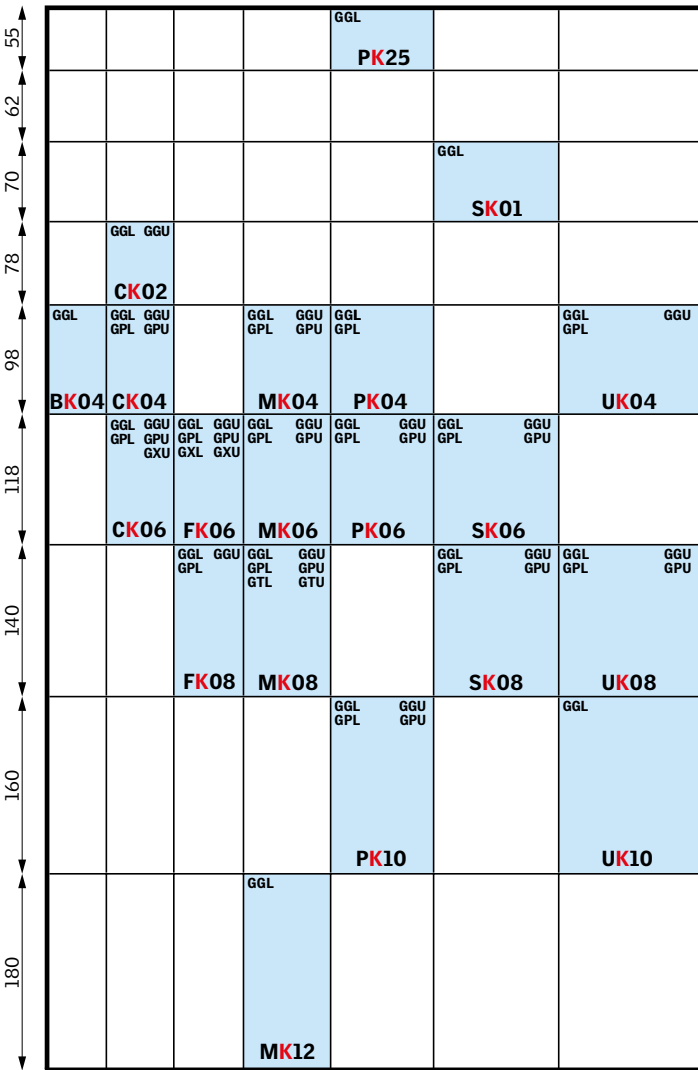 55
GGL
PK25
62
70
GGL
SK01
78
GGL GGU
CK02
98
GGL
BK04
GGL GGU
GPL GPU
CK04
GGL GGU
GPL GPU
MK04
GGL
GPL
PK04
GGL GGU
GPL
UK04
118
GGL GGU
GPL GPU
GXU
CK06
GGL GGU
GPL GPU
GXL GXU
FK06
GGL GGU
GPL GPU
MK06
GGL GGU
GPL GPU
PK06
GGL GGU
GPL GPU
SK06
140
GGL GGU
GPL
FK08
GGL GGU
GPL GPU
GTL GTU
MK08
GGL GGU
GPL GPU
SK08
GGL GGU
GPL GPU
UK08
160
GGL GGU
GPL GPU
PK10
GGL
UK10
180
GGL
MK12